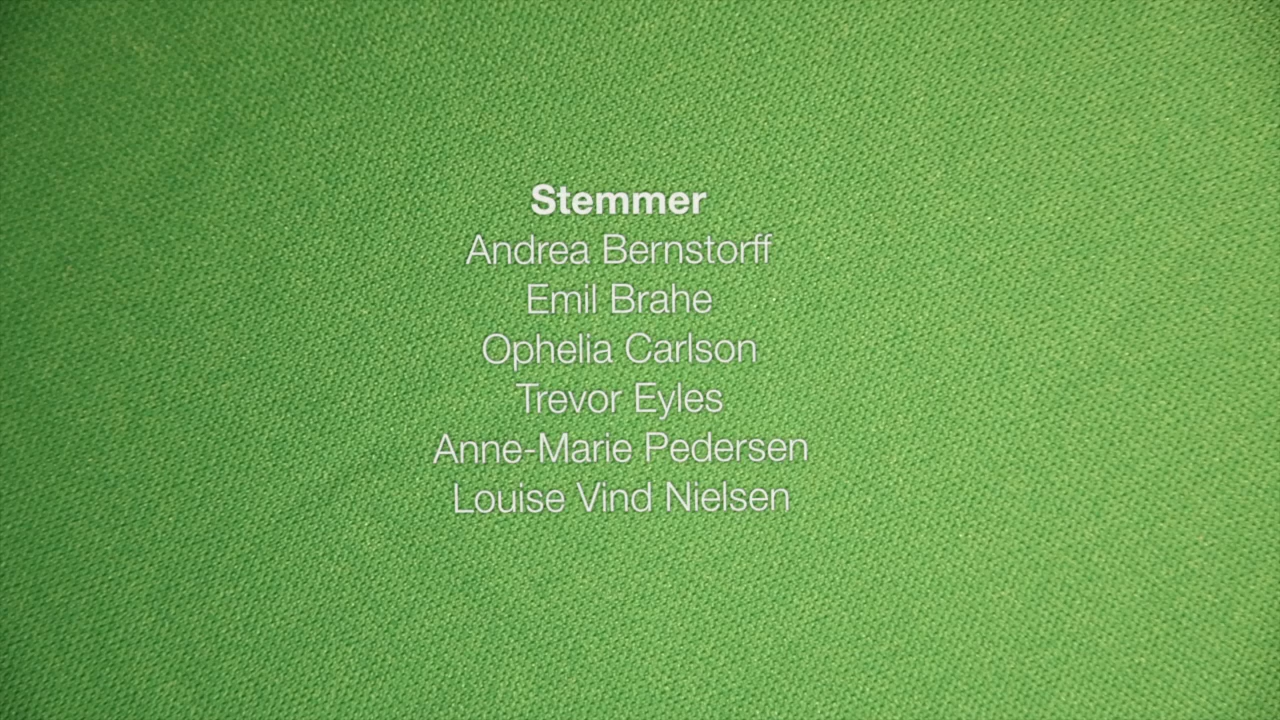 Stemmer
Andrea Bernstorff
Emil Brahe
Ophelia Carlson
Trevor Eyles
Anne-Marie Pedersen
Louise Vind Nielsen